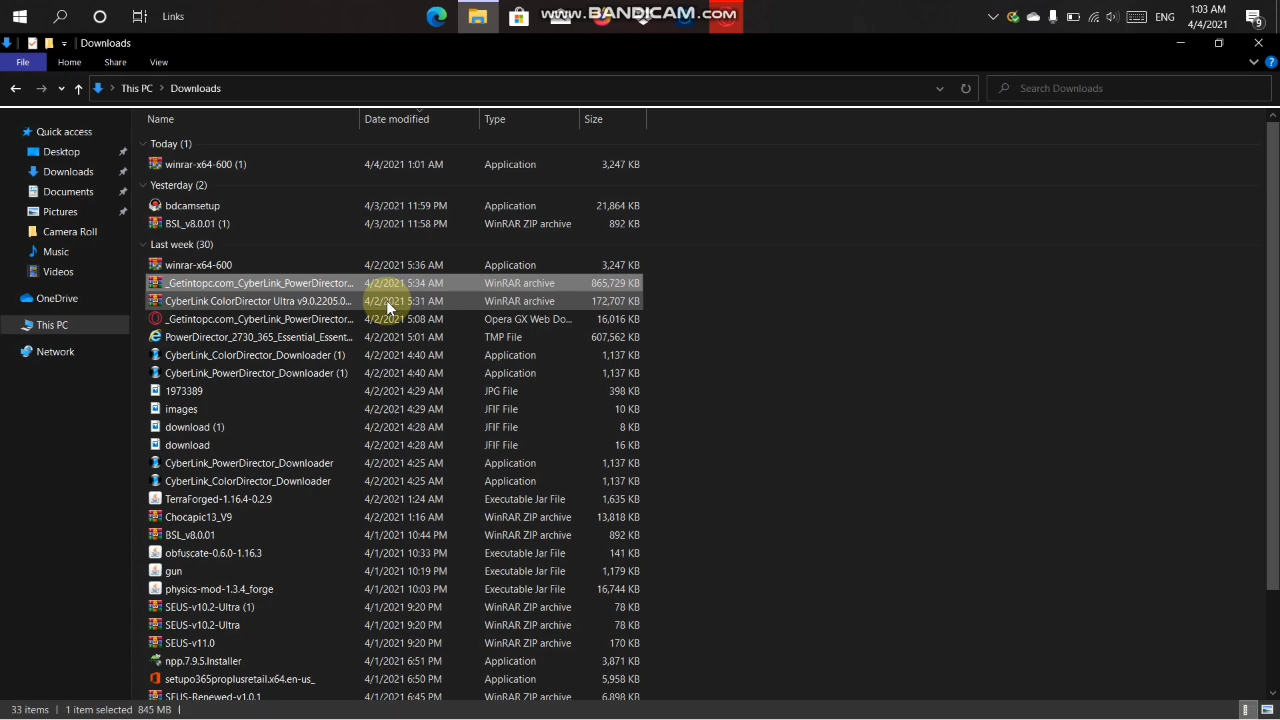 Links
www.BANDICAM.com
ENG
1:03 AM
4/4/2021
9
Downloads
File
Home
Share
View
This PC
Downloads
Search Downloads
Name
Date modified
Type
Size
Quick access
Desktop
Downloads
Documents
Pictures
Camera Roll
Music
Videos
OneDrive
This PC
Network
Today (1)
winrar-x64-600 (1) 4/4/2021 1:01 AM Application 3,247 KB
Yesterday (2)
bdcamsetup 4/3/2021 11:59 PM Application 21,864 KB
BSL_v8.0.01 (1) 4/3/2021 11:58 PM WinRAR ZIP archive 892 KB
Last week (30)
winrar-x64-600 4/2/2021 5:36 AM Application 3,247 KB
_Getintopc.com_CyberLink_PowerDirector... 4/2/2021 5:34 AM WinRAR archive 865,729 KB
CyberLink ColorDirector Ultra v9.0.2205.0... 4/2/2021 5:31 AM WinRAR archive 172,707 KB
_Getintopc.com_CyberLink_PowerDirector... 4/2/2021 5:08 AM Opera GX Web Do... 16,016 KB
PowerDirector_2730_365_Essential_Essent... 4/2/2021 5:01 AM TMP File 607,562 KB
CyberLink_ColorDirector_Downloader (1) 4/2/2021 4:40 AM Application 1,137 KB
CyberLink_PowerDirector_Downloader (1) 4/2/2021 4:40 AM Application 1,137 KB
1973389 4/2/2021 4:29 AM JPG File 398 KB
images 4/2/2021 4:29 AM JFIF File 10 KB
download (1) 4/2/2021 4:28 AM JFIF File 8 KB
download 4/2/2021 4:28 AM JFIF File 16 KB
CyberLink_PowerDirector_Downloader 4/2/2021 4:25 AM Application 1,137 KB
CyberLink_ColorDirector_Downloader 4/2/2021 4:25 AM Application 1,137 KB
TerraForged-1.16.4-0.2.9 4/2/2021 1:24 AM Executable Jar File 1,635 KB
Chocapic13_V9 4/2/2021 1:16 AM WinRAR ZIP archive 13,818 KB
BSL_v8.0.01 4/1/2021 10:44 PM WinRAR ZIP archive 892 KB
obfuscate-0.6.0-1.16.3 4/1/2021 10:33 PM Executable Jar File 141 KB
gun 4/1/2021 10:19 PM Executable Jar File 1,179 KB
physics-mod-1.3.4_forge 4/1/2021 10:03 PM Executable Jar File 16,744 KB
SEUS-v10.2-Ultra (1) 4/1/2021 9:20 PM WinRAR ZIP archive 78 KB
SEUS-v10.2-Ultra 4/1/2021 9:20 PM WinRAR ZIP archive 78 KB
SEUS-v11.0 4/1/2021 9:20 PM WinRAR ZIP archive 170 KB
npp.7.9.5.Installer 4/1/2021 6:51 PM Application 3,871 KB
setupo365proplusretail.x64.en-us_ 4/1/2021 6:50 PM Application 5,958 KB
SEUS-Renewed-v1.0.1 4/1/2021 6:45 PM WinRAR ZIP archive 6,898 KB
33 items
1 item selected 845 MB